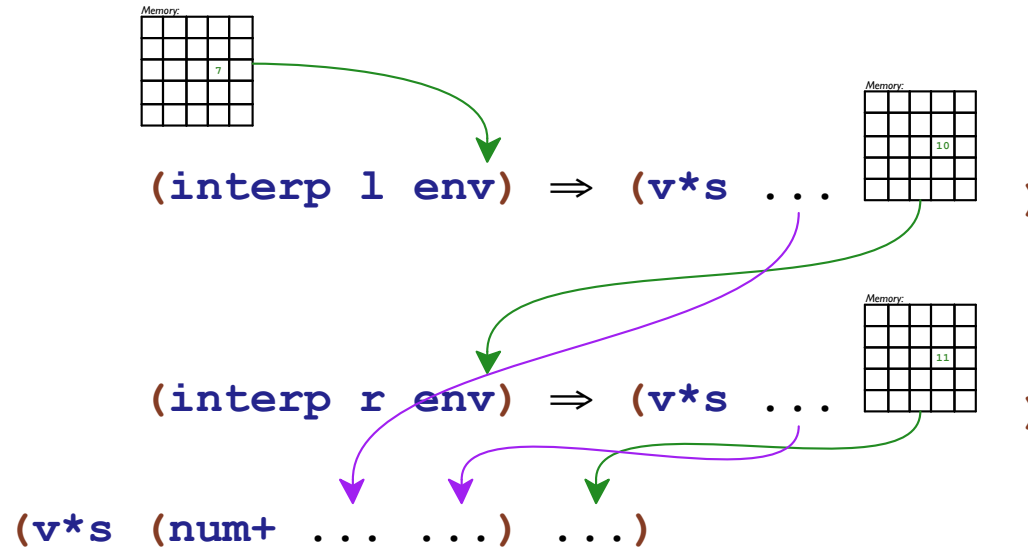 Memory:
7
Memory:
10
(interp l env) ⇒ (v*s ... )
Memory:
11
(interp r env) ⇒ (v*s ... )
(v*s (num+ ... ...) ...)